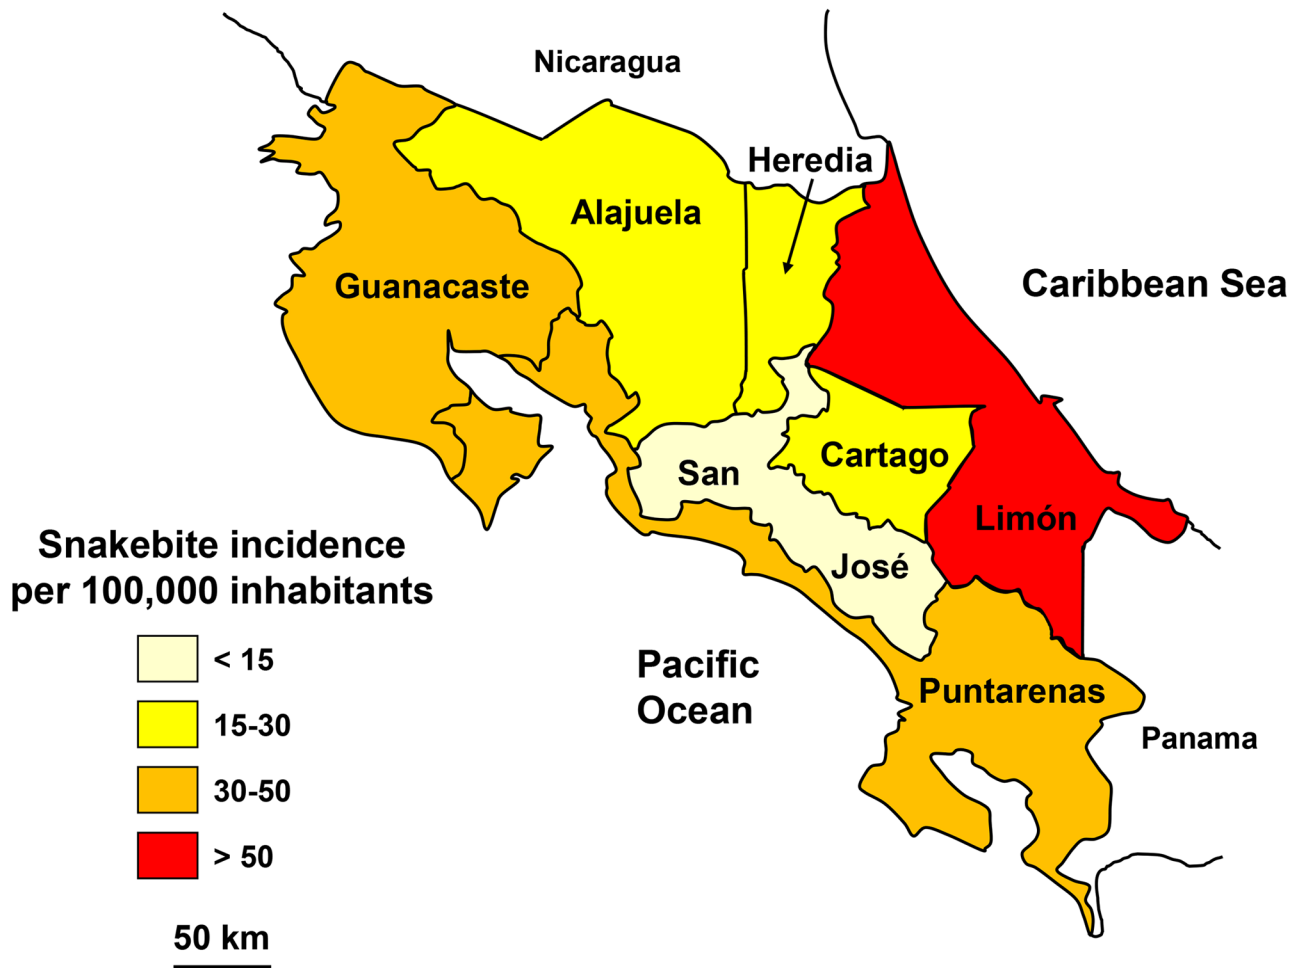 Nicaragua
Heredia
Alajuela
Guanacaste
Caribbean Sea
Cartago
San
José
Limón
Snakebite incidence
per 100,000 inhabitants
< 15
15-30
30-50
> 50
50 km
Pacific
Ocean
Puntarenas
Panama